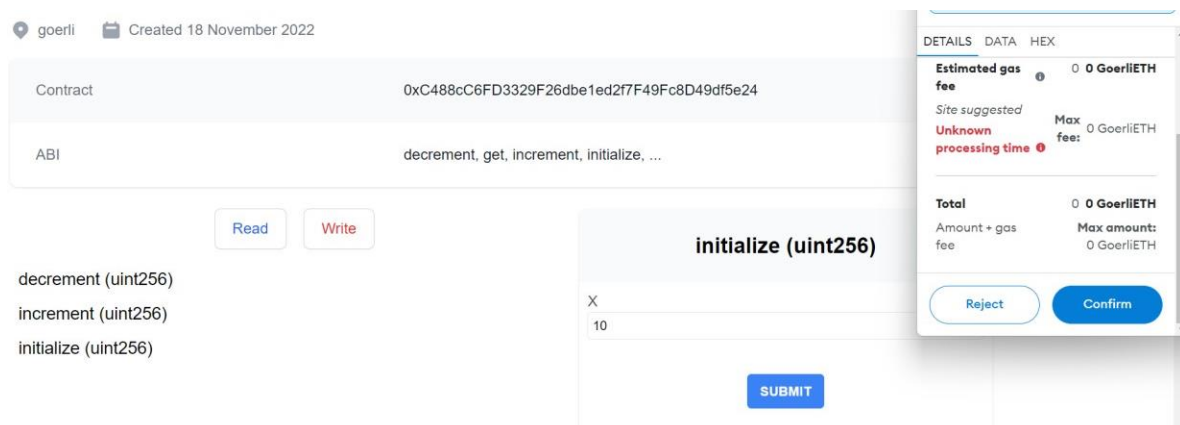 goerli Created 18 November 2022
Contract 0xC488cC6FD3329F26dbe1ed2f7F49Fc8D49df5e24
ABI decrement, get, increment, initialize, ...
Read Write
decrement (uint256)
increment (uint256)
initialize (uint256)
initialize (uint256)
X
10
SUBMIT
DETAILS DATA HEX
Estimated gas fee 0 0 GoerliETH
Site suggested
Unknown processing time Max fee: 0 GoerliETH
Total 0 0 GoerliETH
Amount + gas fee Max amount: 0 GoerliETH
Reject Confirm